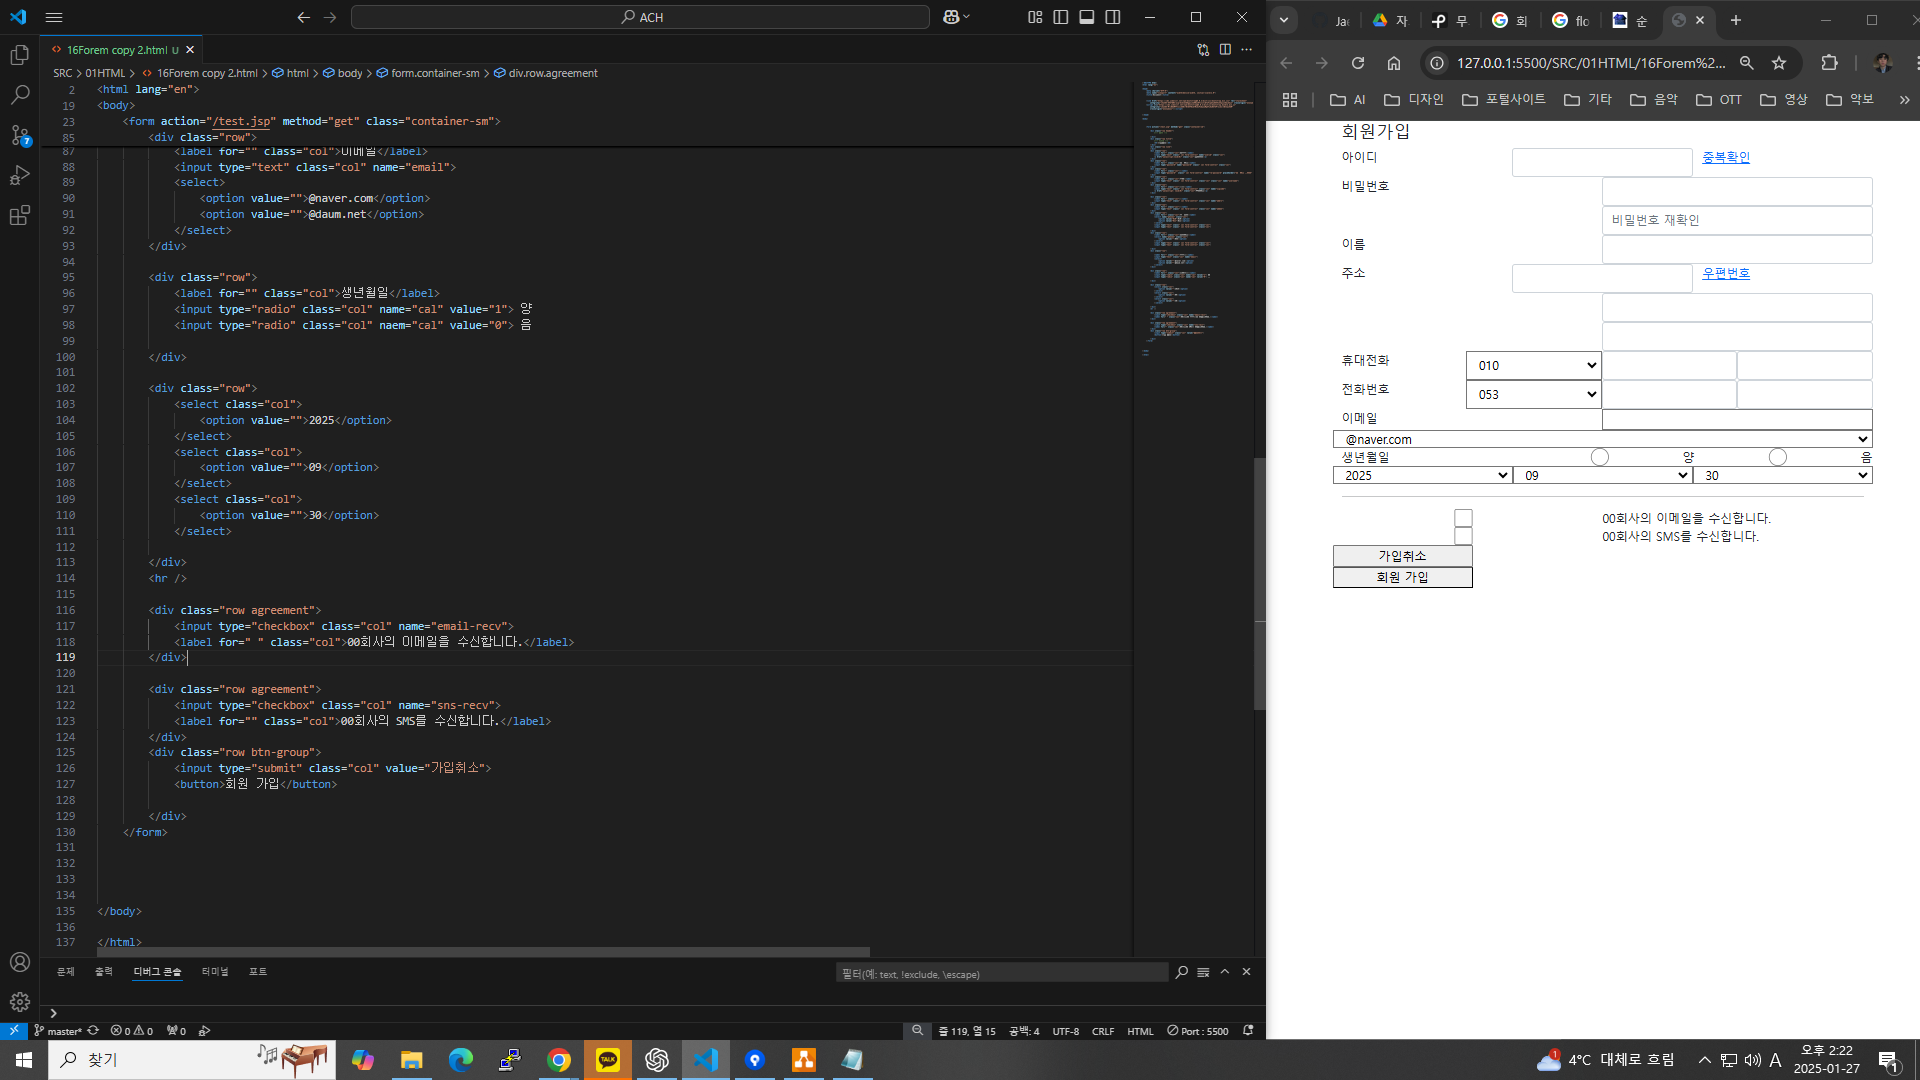 ACH
16Forem copy 2.html U
SRC > 01HTML > 16Forem copy 2.html > html > body > form.container-sm > div.row.agreement
2 <html lang="en">
19 <body>
23 <form action="/test.jsp" method="get" class="container-sm">
85 <div class="row">
87 <label for="" class="col">이메일</label>
88 <input type="text" class="col" name="email">
89 <select>
90 <option value="">@naver.com</option>
91 <option value="">@daum.net</option>
92 </select>
93 </div>
94
95 <div class="row">
96 <label for="" class="col">생년월일</label>
97 <input type="radio" class="col" name="cal" value="1"> 양
98 <input type="radio" class="col" naem="cal" value="0"> 음
99
100 </div>
101
102 <div class="row">
103 <select class="col">
104 <option value="">2025</option>
105 </select>
106 <select class="col">
107 <option value="">09</option>
108 </select>
109 <select class="col">
110 <option value="">30</option>
111 </select>
112
113 </div>
114 <hr />
115
116 <div class="row agreement">
117 <input type="checkbox" class="col" name="email-recv">
118 <label for=" " class="col">00회사의 이메일을 수신합니다.</label>
119 </div>
120
121 <div class="row agreement">
122 <input type="checkbox" class="col" name="sns-recv">
123 <label for="" class="col">00회사의 SMS를 수신합니다.</label>
124 </div>
125 <div class="row btn-group">
126 <input type="submit" class="col" value="가입취소">
127 <button>회원 가입</button>
128
129 </div>
130 </form>
131
132
133
134
135 </body>
136
137 </html>
문제 출력 디버그 콘솔 터미널 포트
필터(예: text, !exclude, \escape)
master* 0 0 0 줄 119, 열 15 공백: 4 UTF-8 CRLF HTML Port : 5500
7
자 무 회 flo 순
127.0.0.1:5500/SRC/01HTML/16Forem%2...
AI 디자인 포털사이트 기타 음악 OTT 영상 악보
회원가입
아이디 중복확인
비밀번호
비밀번호 재확인
이름
주소 우편번호
휴대전화 010
전화번호 053
이메일
@naver.com
생년월일 양 음
2025 09 30
00회사의 이메일을 수신합니다.
00회사의 SMS를 수신합니다.
가입취소
회원 가입
찾기
TALK
1
4°C 대체로 흐림
A
오후 2:22
2025-01-27
1